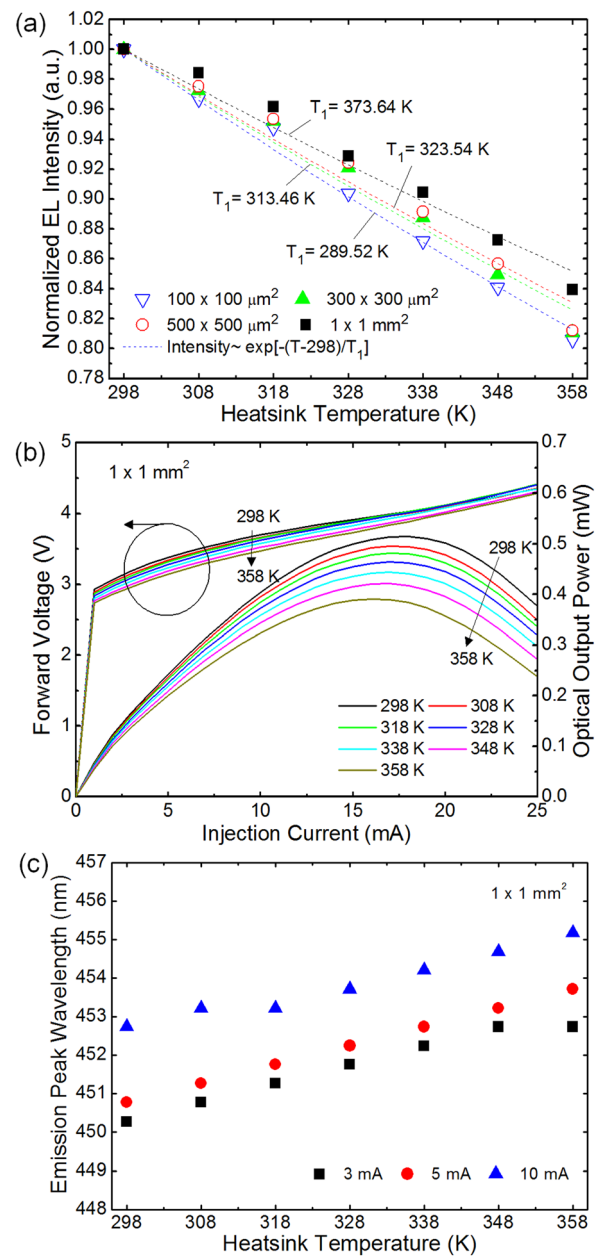 (a)
1.02
1.00
0.98
0.96
0.94
0.92
0.90
0.88
0.86
0.84
0.82
0.80
0.78
Normalized EL Intensity (a.u.)
T₁= 373.64 K
T₁= 323.54 K
T₁= 313.46 K
T₁= 289.52 K
100 x 100 μm² 300 x 300 μm²
500 x 500 μm² 1 x 1 mm²
Intensity~ exp[-(T-298)/T₁]
298 308 318 328 338 348 358
Heatsink Temperature (K)
(b)
1 x 1 mm²
5
4
3
2
1
0
Forward Voltage (V)
298 K
358 K
298 K
358 K
298 K 308 K
318 K 328 K
338 K 348 K
358 K
0.7
0.6
0.5
0.4
0.3
0.2
0.1
0.0
Optical Output Power (mW)
0 5 10 15 20 25
Injection Current (mA)
(c)
1 x 1 mm²
457
456
455
454
453
452
451
450
449
448
Emission Peak Wavelength (nm)
3 mA 5 mA 10 mA
298 308 318 328 338 348 358
Heatsink Temperature (K)